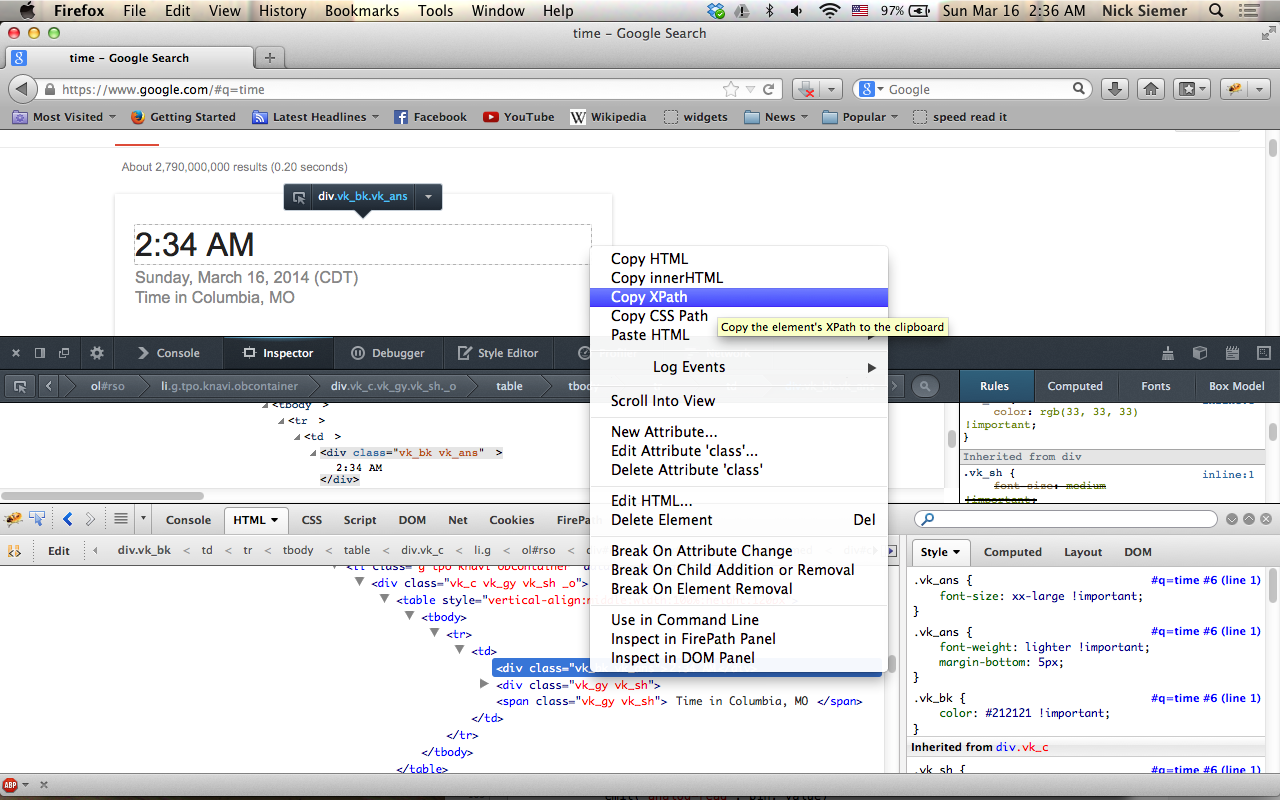 Firefox File Edit View History Bookmarks Tools Window Help 97% Sun Mar 16 2:36 AM Nick Siemer
time - Google Search
time - Google Search
https://www.google.com/#q=time Google
Most Visited Getting Started Latest Headlines Facebook YouTube Wikipedia widgets News Popular speed read it
About 2,790,000,000 results (0.20 seconds)
div.vk_bk.vk_ans
2:34 AM
Sunday, March 16, 2014 (CDT)
Time in Columbia, MO
Copy HTML
Copy innerHTML
Copy XPath
Copy CSS Path
Copy the element's XPath to the clipboard
Paste HTML
Log Events
Scroll Into View
New Attribute...
Edit Attribute 'class'...
Delete Attribute 'class'
Edit HTML...
Delete Element Del
Break On Attribute Change
Break On Child Addition or Removal
Break On Element Removal
Use in Command Line
Inspect in FirePath Panel
Inspect in DOM Panel
Console Inspector Debugger Style Editor
ol#rso li.g.tpo.knavi.obcontainer div.vk_c.vk_gy.vk_sh._o table
Rules Computed Fonts Box Model
<tbody >
<tr >
<td >
<div class="vk_bk vk_ans" >
2:34 AM
</div>
color: rgb(33, 33, 33)
!important;
}
Inherited from div
.vk_sh { inline:1
font-size: medium
!important;
Console HTML CSS Script DOM Net Cookies
Edit div.vk_bk < td < tr < tbody < table < div.vk_c < li.g < ol#rso <
Style Computed Layout DOM
<div class="vk_c vk_gy vk_sh _o">
<table style="vertical-align:
<tbody>
<tr>
<td>
<div class=
<div class="vk_gy vk_sh">
<span class="vk_gy vk_sh"> Time in Columbia, MO </span>
</td>
</tr>
</tbody>
</table>
.vk_ans { #q=time #6 (line 1)
font-size: xx-large !important;
}
.vk_ans { #q=time #6 (line 1)
font-weight: lighter !important;
margin-bottom: 5px;
}
.vk_bk { #q=time #6 (line 1)
color: #212121 !important;
}
Inherited from div.vk_c
.vk_sh { #q=time #6 (line 1)
ABP